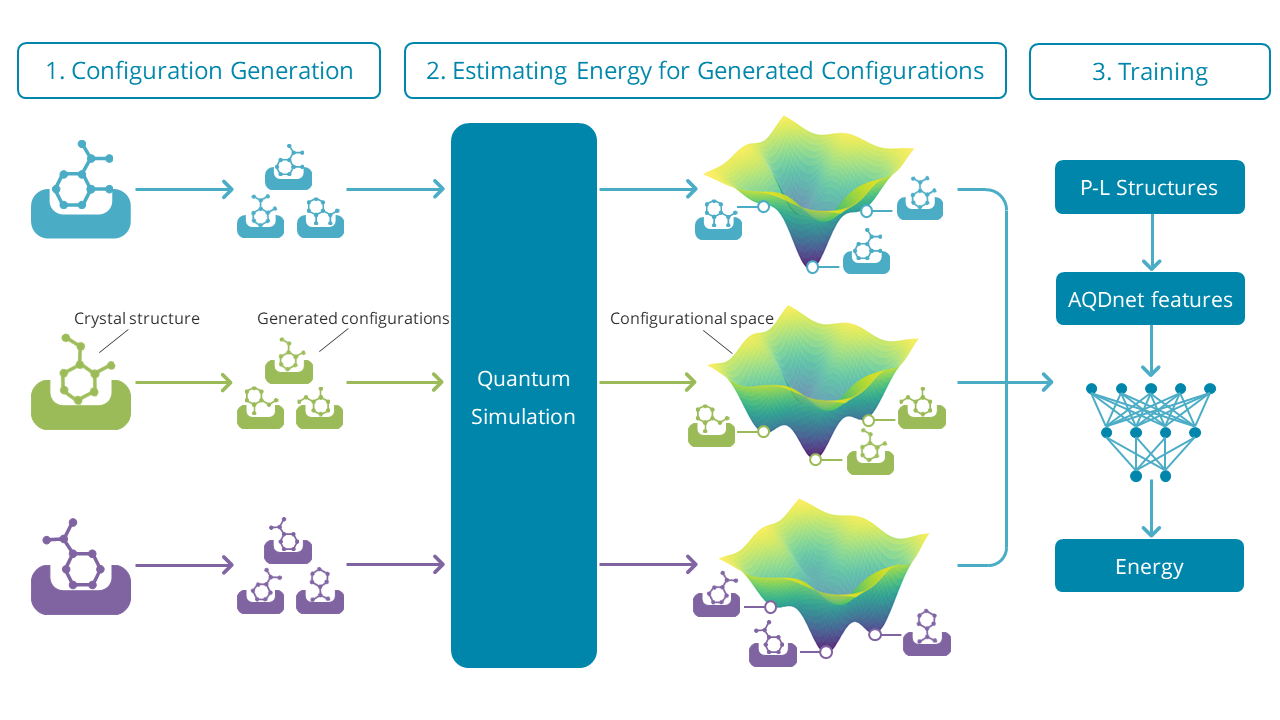 1. Configuration Generation
2. Estimating Energy for Generated Configurations
3. Training
Crystal structure
Generated configurations
Quantum
Simulation
Configurational space
P-L Structures
AQDnet features
Energy